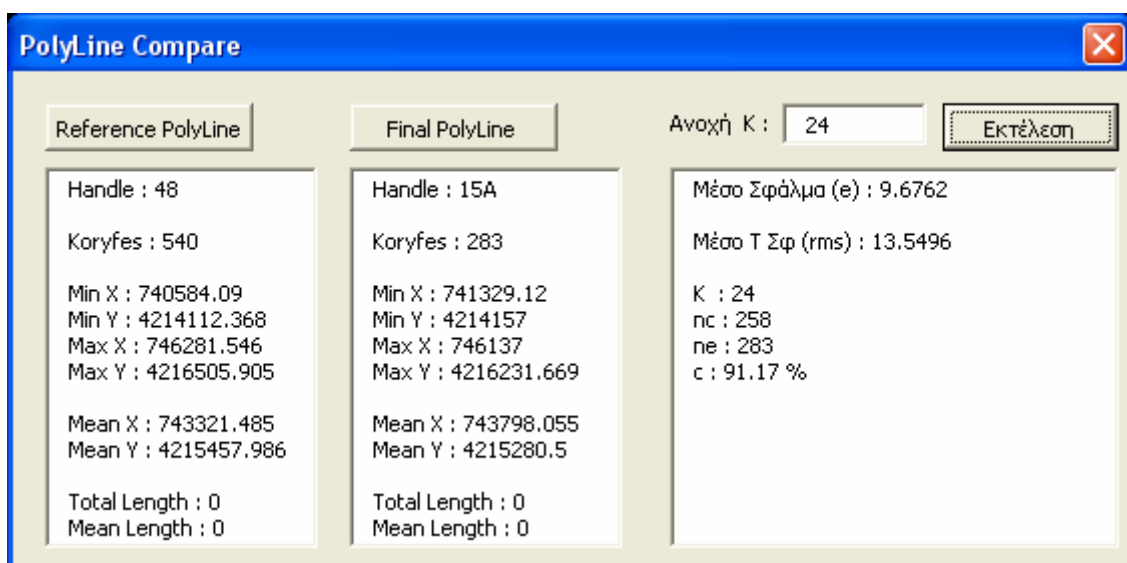 PolyLine Compare
Reference PolyLine
Final PolyLine
Ανοχή Κ : 24
Εκτέλεση
Handle : 48
Koryfes : 540
Min X : 740584.09
Min Y : 4214112.368
Max X : 746281.546
Max Y : 4216505.905
Mean X : 743321.485
Mean Y : 4215457.986
Total Length : 0
Mean Length : 0
Handle : 15A
Koryfes : 283
Min X : 741329.12
Min Y : 4214157
Max X : 746137
Max Y : 4216231.669
Mean X : 743798.055
Mean Y : 4215280.5
Total Length : 0
Mean Length : 0
Μέσο Σφάλμα (e) : 9.6762
Μέσο Τ Σφ (rms) : 13.5496
K : 24
nc : 258
ne : 283
c : 91.17 %